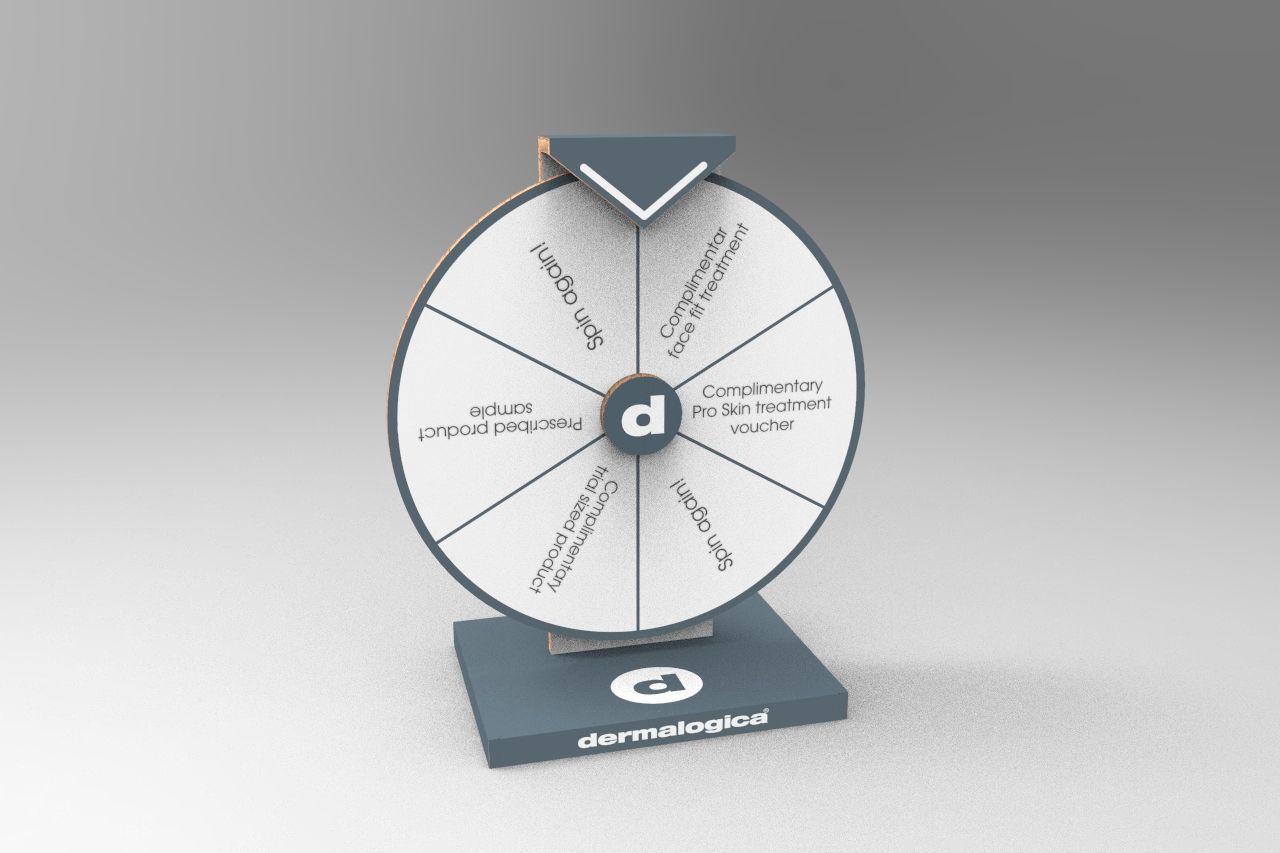 Spin again!
Complimentar
face fit treatment
Complimentary
Pro Skin treatment
voucher
Spin again!
Complimentary
trial sized product
Prescribed product
sample
d
d
dermalogica®